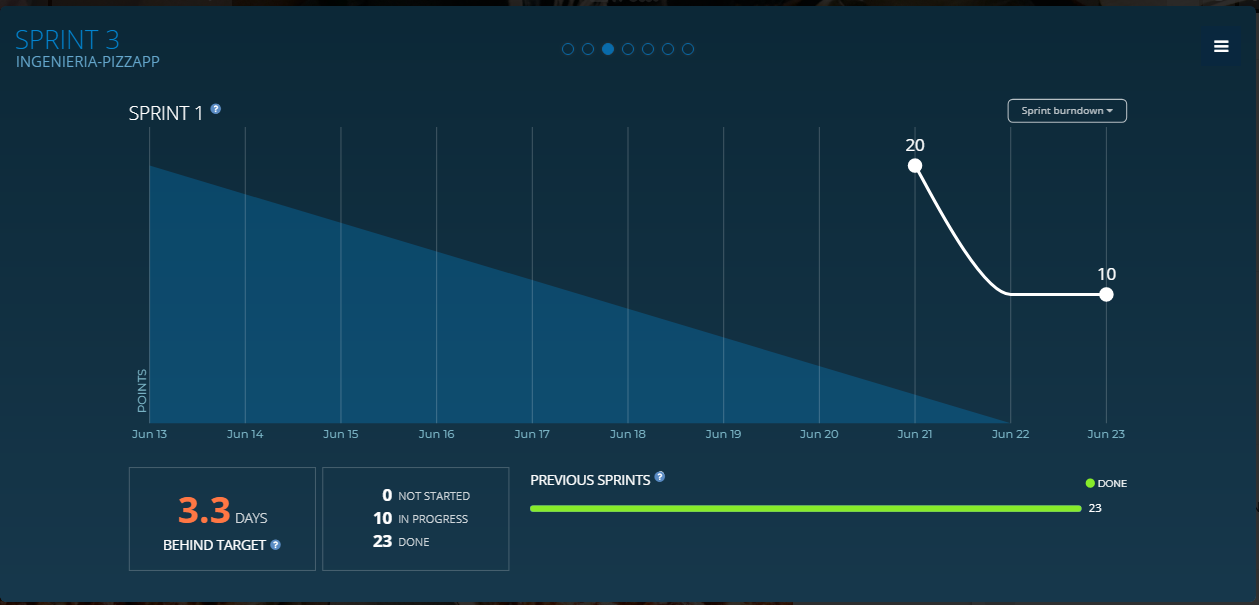 SPRINT 3
INGENIERIA-PIZZAPP
SPRINT 1 ?
Sprint burndown
20
10
POINTS
Jun 13 Jun 14 Jun 15 Jun 16 Jun 17 Jun 18 Jun 19 Jun 20 Jun 21 Jun 22 Jun 23
3.3 DAYS
BEHIND TARGET ?
0 NOT STARTED
10 IN PROGRESS
23 DONE
PREVIOUS SPRINTS ?
DONE
23